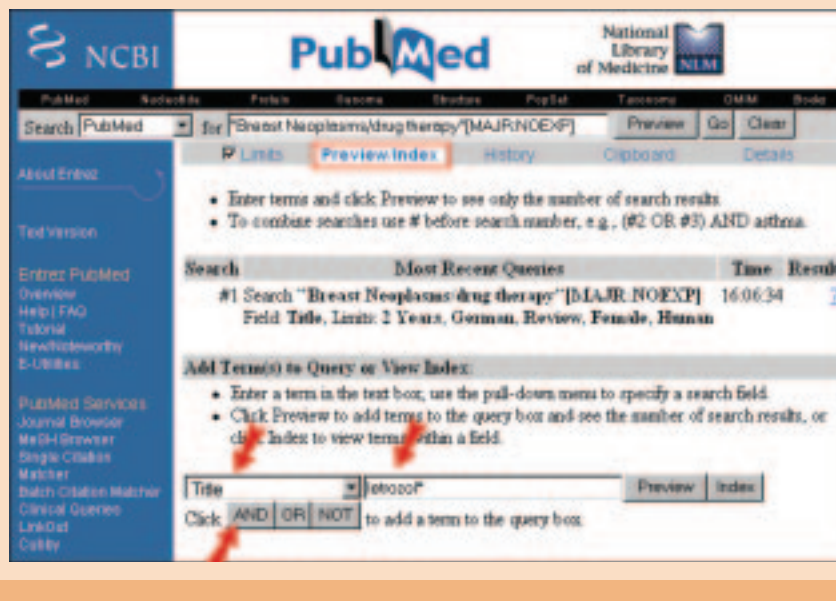 NCBI
PubMed
National
Library
of Medicine NLM
PubMed Nucleotide Protein Genome Structure PopSet Taxonomy OMIM Books
Search PubMed for "Breast Neoplasms/drug therapy"[MAJR:NOEXP] Preview Go Clear
Limits Preview/Index History Clipboard Details
About Entrez
Text Version
Entrez PubMed
Overview
Help | FAQ
Tutorial
New/Noteworthy
E-Utilities
PubMed Services
Journal Browser
MeSH Browser
Single Citation
Matcher
Batch Citation Matcher
Clinical Queries
LinkOut
Cubby
• Enter terms and click Preview to see only the number of search results.
• To combine searches use # before search number, e.g., (#2 OR #3) AND asthma.
Search Most Recent Queries Time Result
#1 Search "Breast Neoplasms/drug therapy"[MAJR:NOEXP] 16:06:34
Field: Title, Limits: 2 Years, German, Review, Female, Human
Add Term(s) to Query or View Index:
• Enter a term in the text box; use the pull-down menu to specify a search field.
• Click Preview to add terms to the query box and see the number of search results, or
click Index to view terms within a field.
Title letrozol* Preview Index
Click AND OR NOT to add a term to the query box.